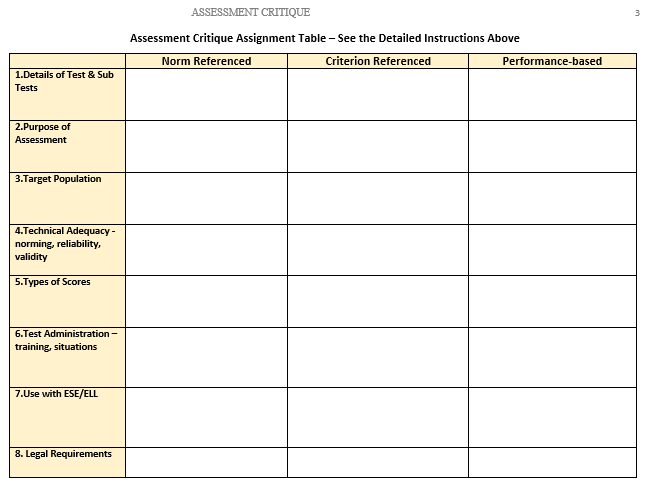 ASSESSMENT CRITIQUE 3
Assessment Critique Assignment Table – See the Detailed Instructions Above
Norm Referenced Criterion Referenced Performance-based
1.Details of Test & Sub
Tests
2.Purpose of
Assessment
3.Target Population
4.Technical Adequacy -
norming, reliability,
validity
5.Types of Scores
6.Test Administration –
training, situations
7.Use with ESE/ELL
8. Legal Requirements